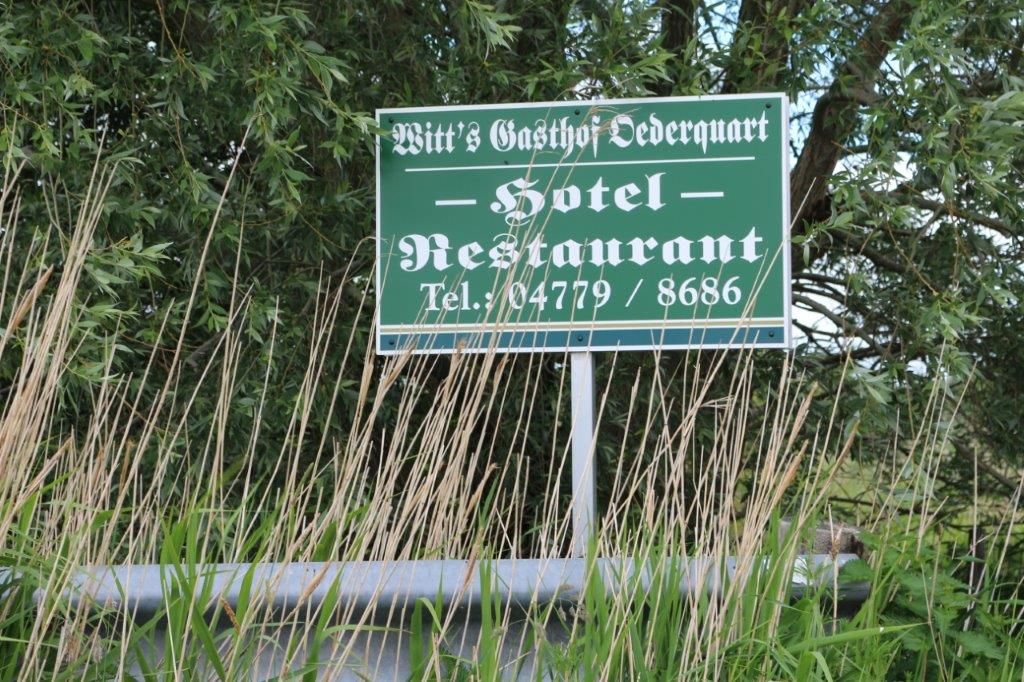 Witt's Gasthof Oederquart
— Hotel —
Restaurant
Tel.: 04779 / 8686